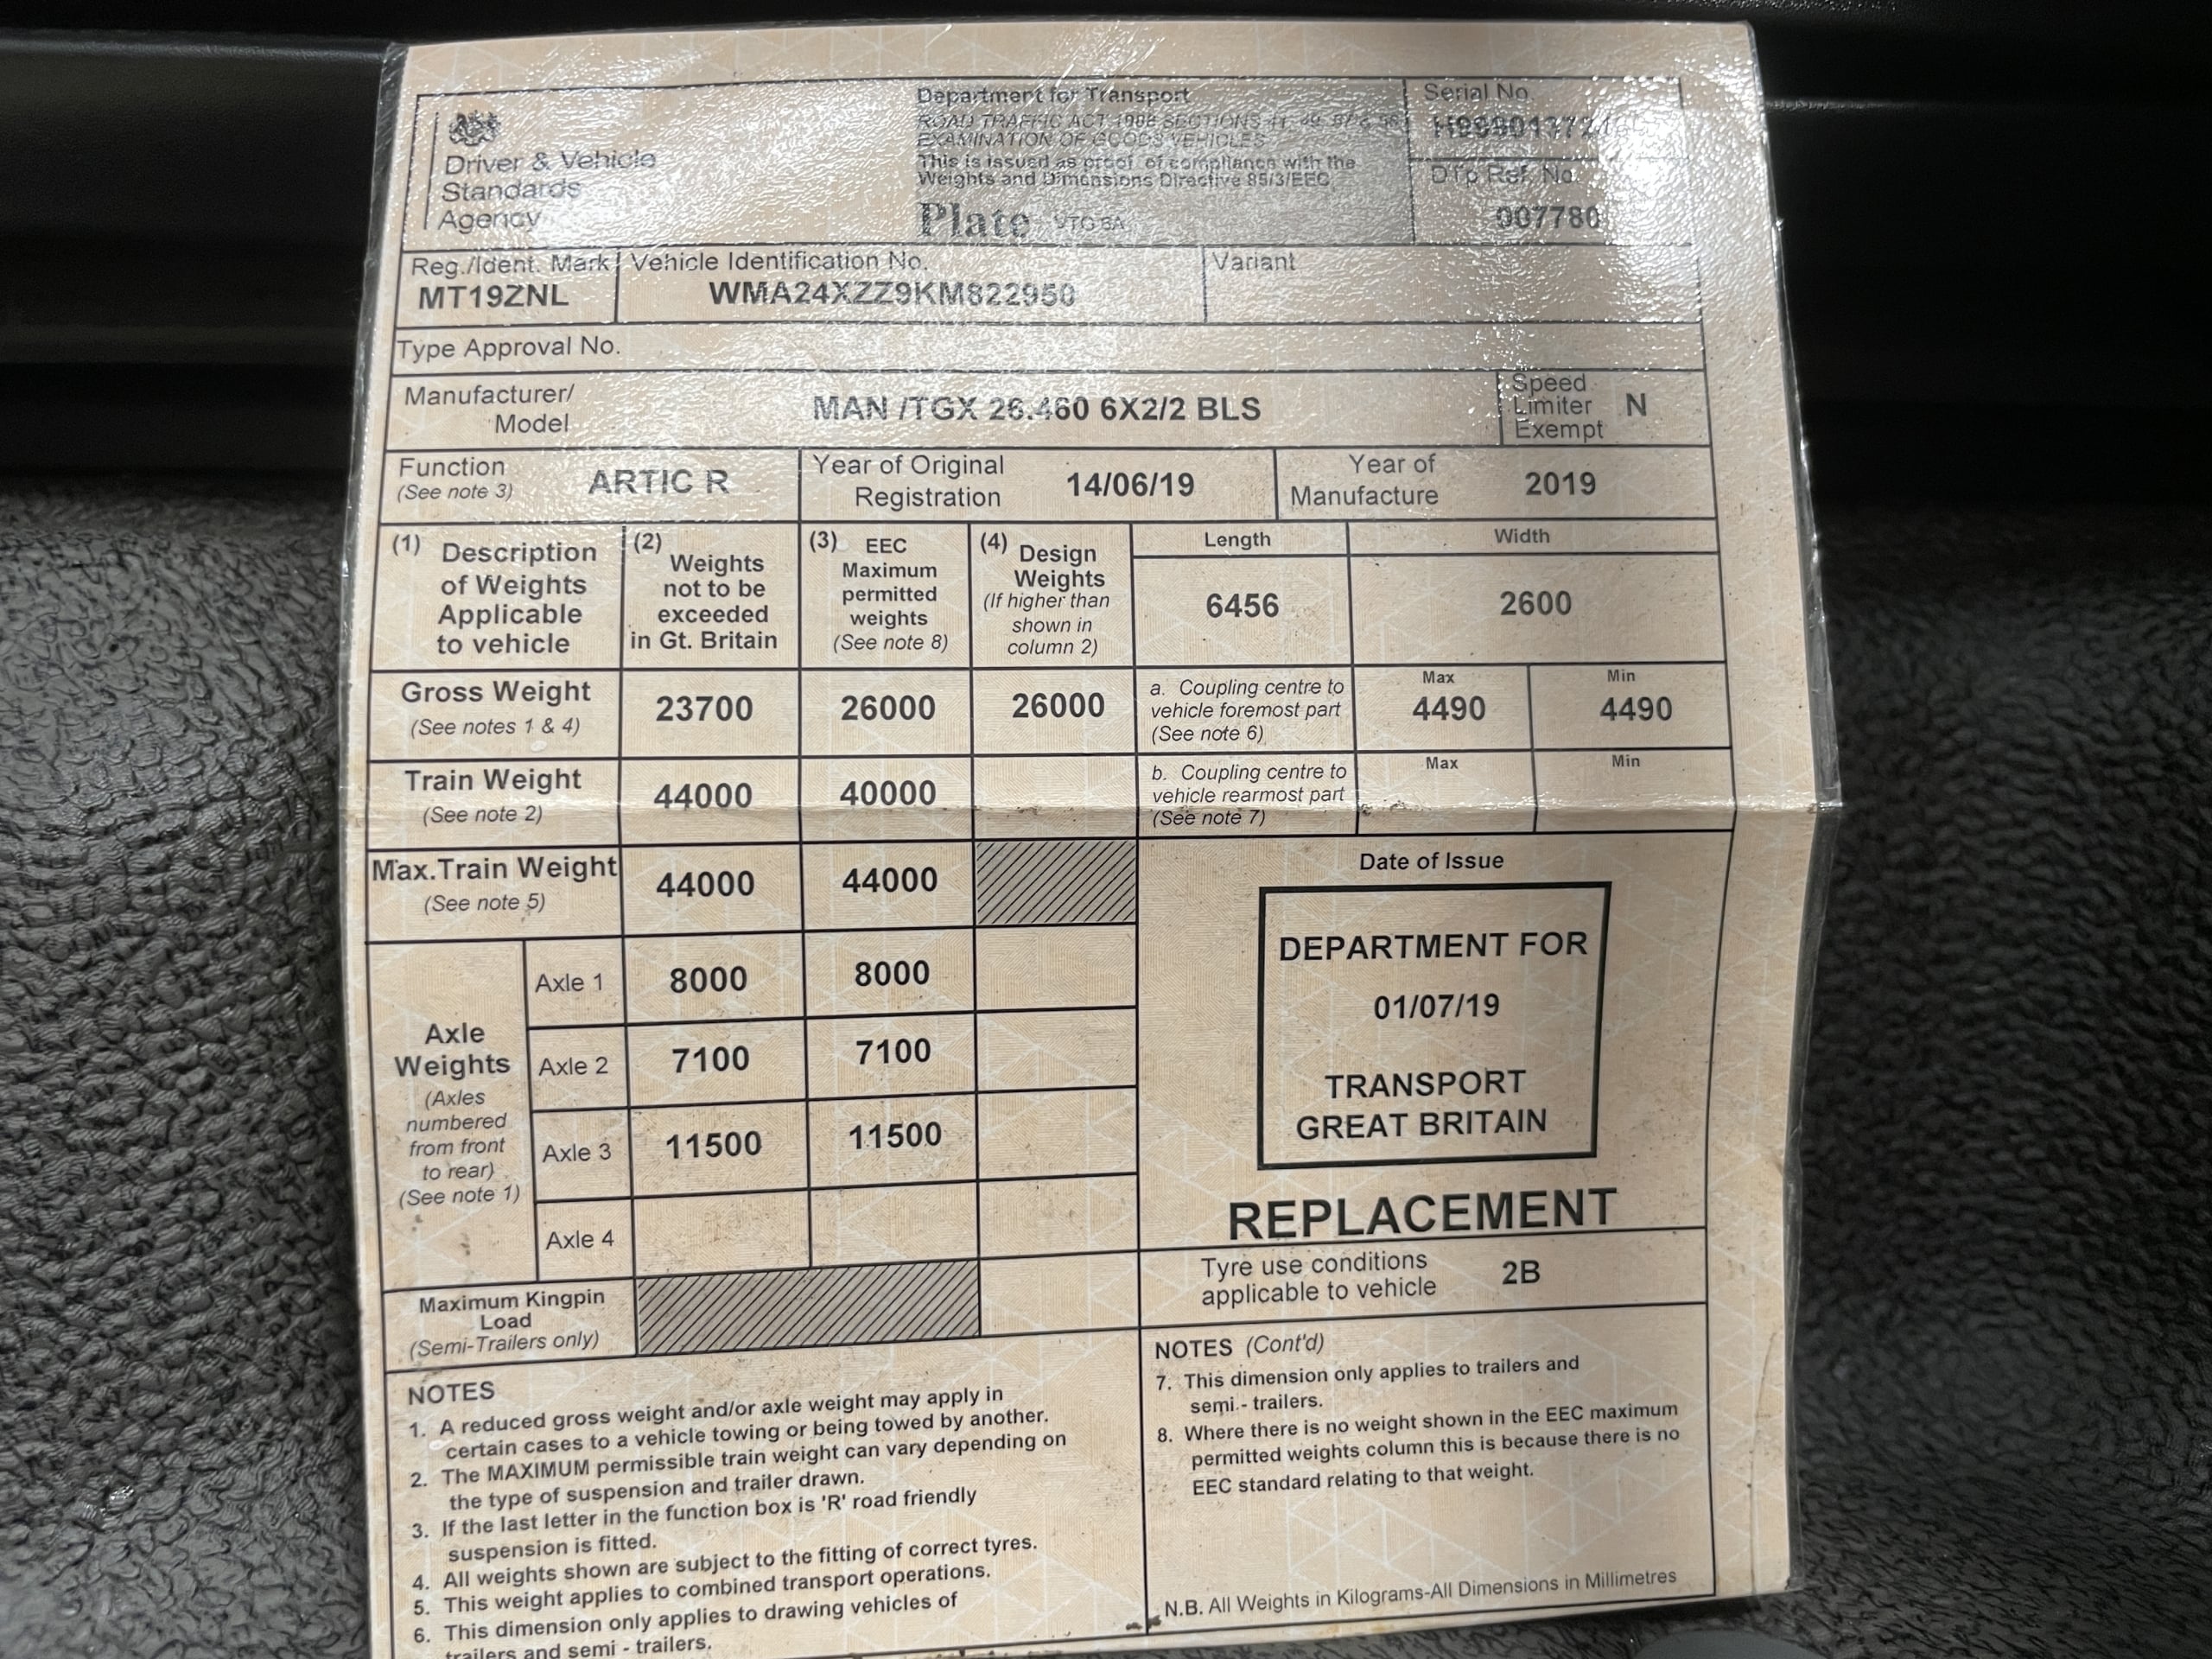 Driver & Vehicle
Standards
Agency
Department for Transport
ROAD TRAFFIC ACT 1988 SECTIONS 41, 49, 57 & 58
EXAMINATION OF GOODS VEHICLES
This is issued as proof of compliance with the
Weights and Dimensions Directive 85/3/EEC
Plate VTG 6A
Serial No.
DTp Ref. No
007780
Reg./Ident. Mark
MT19ZNL
Vehicle Identification No.
WMA24XZZ9KM822950
Variant
Type Approval No.
Manufacturer/
Model
MAN /TGX 26.460 6X2/2 BLS
Speed
Limiter
Exempt
N
Function
(See note 3)
ARTIC R
Year of Original
Registration
14/06/19
Year of
Manufacture
2019
(1) Description
of Weights
Applicable
to vehicle
(2) Weights
not to be
exceeded
in Gt. Britain
(3) EEC
Maximum
permitted
weights
(See note 8)
(4) Design
Weights
(If higher than
shown in
column 2)
Length
6456
Width
2600
Gross Weight
(See notes 1 & 4)
23700
26000
26000
a. Coupling centre to
vehicle foremost part
(See note 6)
Max
4490
Min
4490
Train Weight
(See note 2)
44000
40000
b. Coupling centre to
vehicle rearmost part
(See note 7)
Max
Min
Max.Train Weight
(See note 5)
44000
44000
Axle
Weights
(Axles
numbered
from front
to rear)
(See note 1)
Axle 1
8000
8000
Axle 2
7100
7100
Axle 3
11500
11500
Axle 4
Maximum Kingpin
Load
(Semi-Trailers only)
Date of Issue
DEPARTMENT FOR
01/07/19
TRANSPORT
GREAT BRITAIN
REPLACEMENT
Tyre use conditions
applicable to vehicle
2B
NOTES
1. A reduced gross weight and/or axle weight may apply in
certain cases to a vehicle towing or being towed by another.
2. The MAXIMUM permissible train weight can vary depending on
the type of suspension and trailer drawn.
3. If the last letter in the function box is 'R' road friendly
suspension is fitted.
4. All weights shown are subject to the fitting of correct tyres.
5. This weight applies to combined transport operations.
6. This dimension only applies to drawing vehicles of
trailers and semi - trailers.
NOTES (Cont'd)
7. This dimension only applies to trailers and
semi - trailers.
8. Where there is no weight shown in the EEC maximum
permitted weights column this is because there is no
EEC standard relating to that weight.
N.B. All Weights in Kilograms-All Dimensions in Millimetres